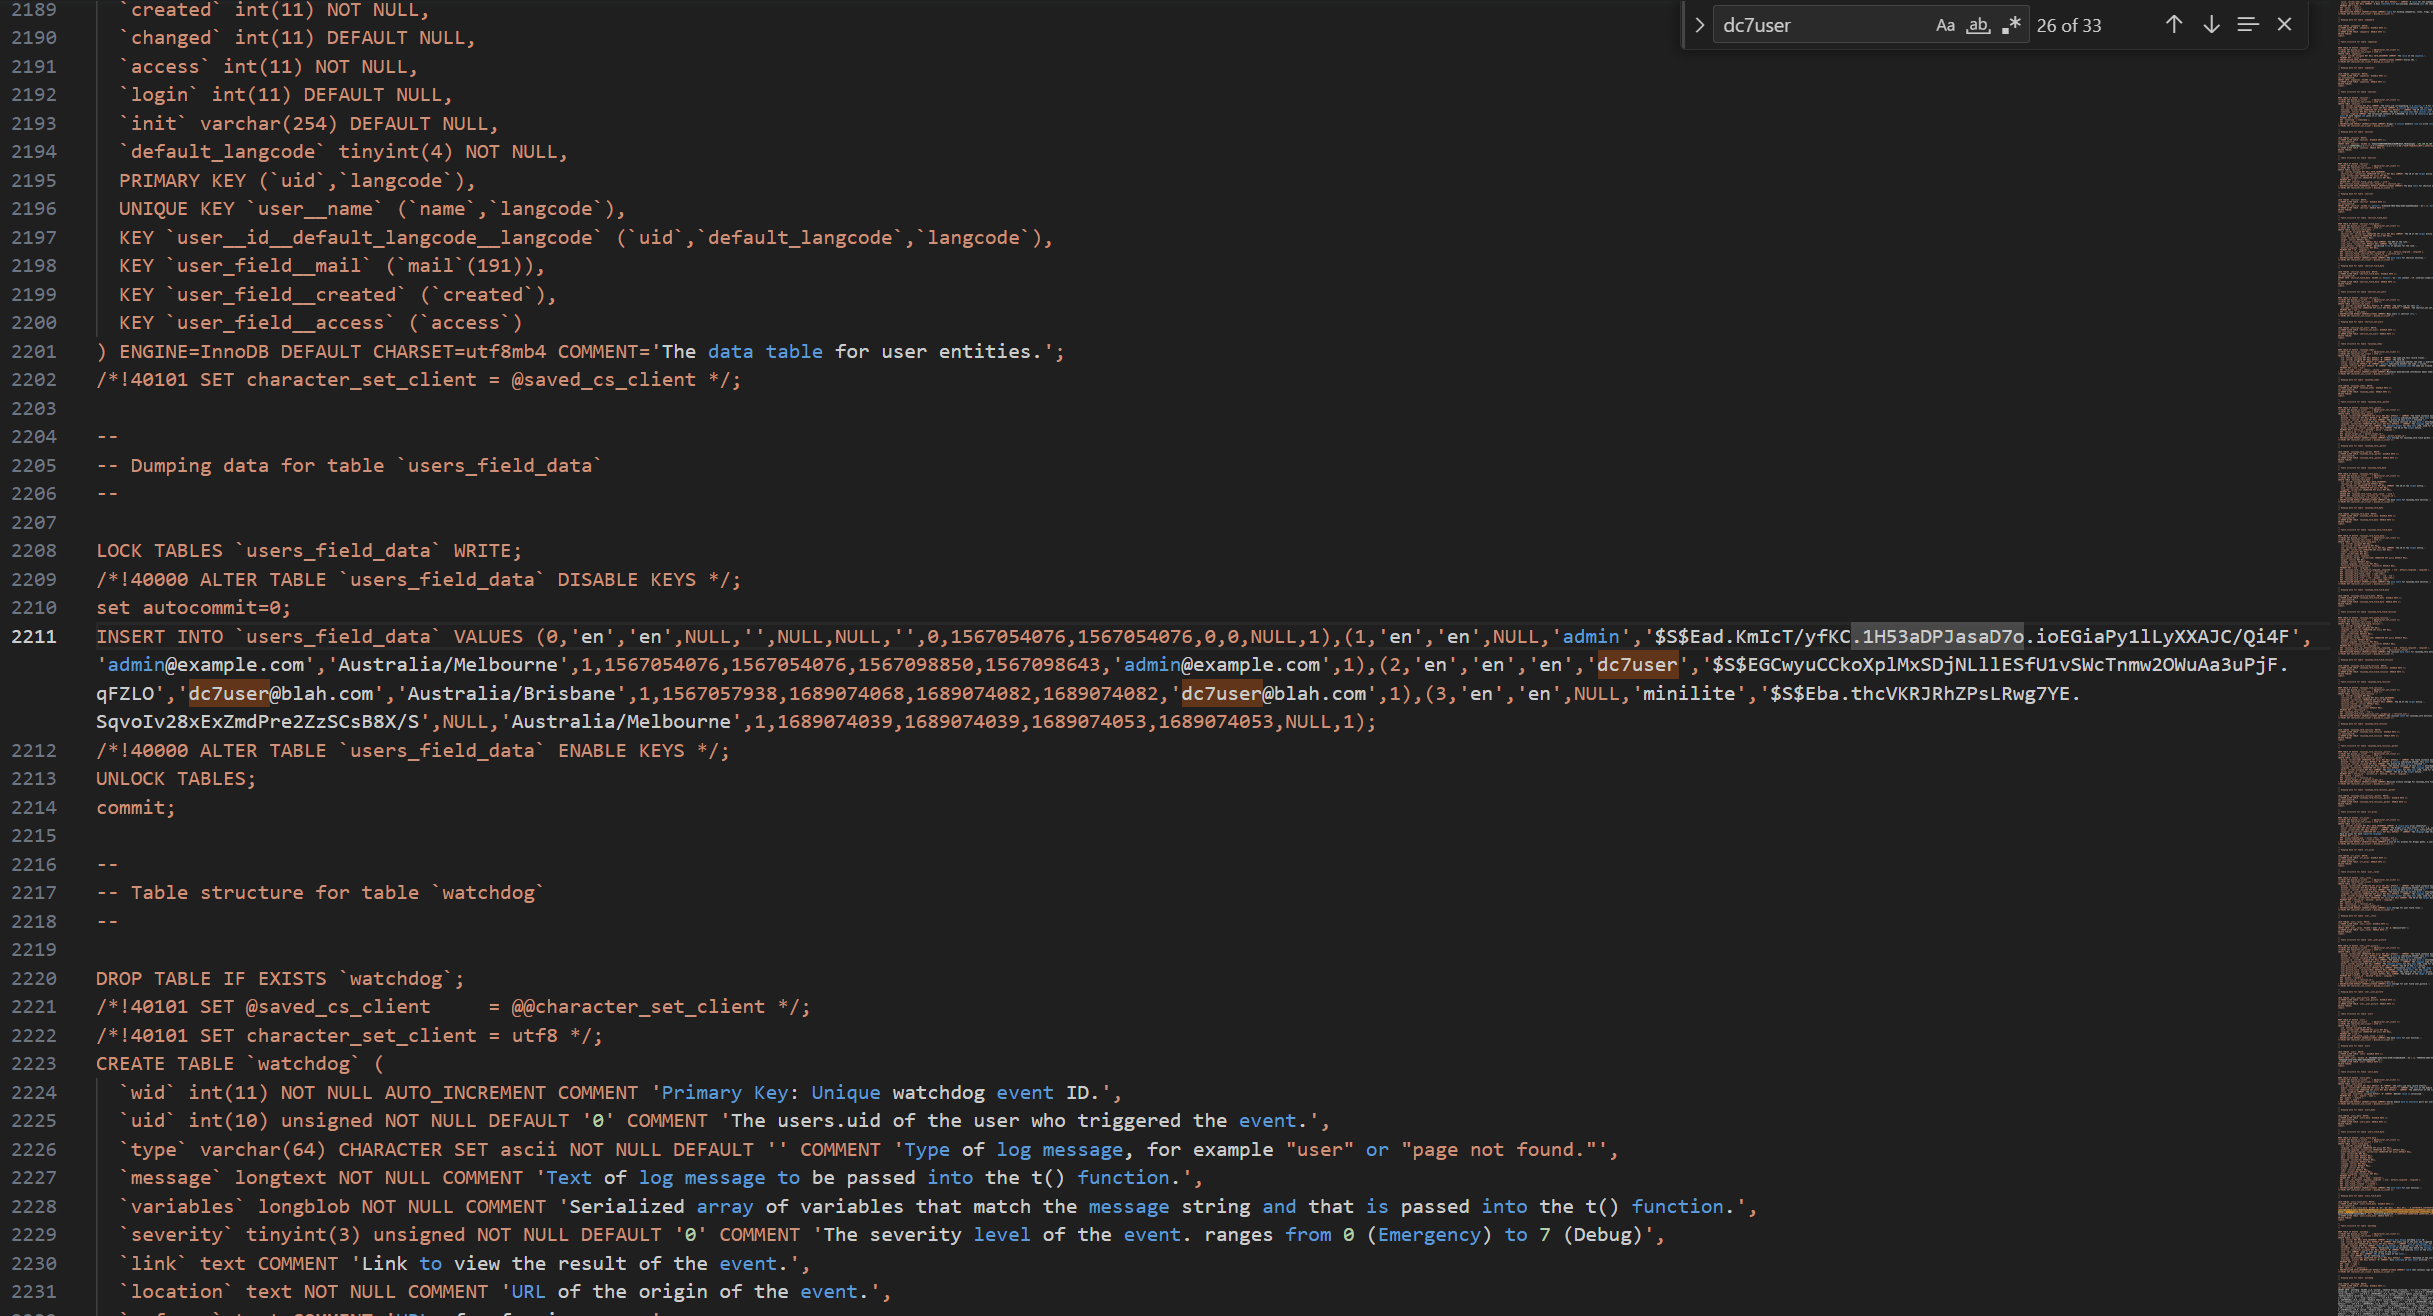 dc7user Aa ab .* 26 of 33
2189 `created` int(11) NOT NULL,
2190 `changed` int(11) DEFAULT NULL,
2191 `access` int(11) NOT NULL,
2192 `login` int(11) DEFAULT NULL,
2193 `init` varchar(254) DEFAULT NULL,
2194 `default_langcode` tinyint(4) NOT NULL,
2195 PRIMARY KEY (`uid`,`langcode`),
2196 UNIQUE KEY `user__name` (`name`,`langcode`),
2197 KEY `user__id__default_langcode__langcode` (`uid`,`default_langcode`,`langcode`),
2198 KEY `user_field__mail` (`mail`(191)),
2199 KEY `user_field__created` (`created`),
2200 KEY `user_field__access` (`access`)
2201 ) ENGINE=InnoDB DEFAULT CHARSET=utf8mb4 COMMENT='The data table for user entities.';
2202 /*!40101 SET character_set_client = @saved_cs_client */;
2203
2204 --
2205 -- Dumping data for table `users_field_data`
2206 --
2207
2208 LOCK TABLES `users_field_data` WRITE;
2209 /*!40000 ALTER TABLE `users_field_data` DISABLE KEYS */;
2210 set autocommit=0;
2211 INSERT INTO `users_field_data` VALUES (0,'en','en',NULL,'',NULL,NULL,'',0,1567054076,1567054076,0,0,NULL,1),(1,'en','en',NULL,'admin','$S$Ead.KmIcT/yfKC.1H53aDPJasaD7o.ioEGiaPy1lLyXXAJC/Qi4F',
'admin@example.com','Australia/Melbourne',1,1567054076,1567054076,1567098850,1567098643,'admin@example.com',1),(2,'en','en','en','dc7user','$S$EGCwyuCCkoXplMxSDjNLllESfU1vSWcTnmw2OWuAa3uPjF.
qFZLO','dc7user@blah.com','Australia/Brisbane',1,1567057938,1689074068,1689074082,1689074082,'dc7user@blah.com',1),(3,'en','en',NULL,'minilite','$S$Eba.thcVKRJRhZPsLRwg7YE.
SqvoIv28xExZmdPre2ZzSCsB8X/S',NULL,'Australia/Melbourne',1,1689074039,1689074039,1689074053,1689074053,NULL,1);
2212 /*!40000 ALTER TABLE `users_field_data` ENABLE KEYS */;
2213 UNLOCK TABLES;
2214 commit;
2215
2216 --
2217 -- Table structure for table `watchdog`
2218 --
2219
2220 DROP TABLE IF EXISTS `watchdog`;
2221 /*!40101 SET @saved_cs_client     = @@character_set_client */;
2222 /*!40101 SET character_set_client = utf8 */;
2223 CREATE TABLE `watchdog` (
2224 `wid` int(11) NOT NULL AUTO_INCREMENT COMMENT 'Primary Key: Unique watchdog event ID.',
2225 `uid` int(10) unsigned NOT NULL DEFAULT '0' COMMENT 'The users.uid of the user who triggered the event.',
2226 `type` varchar(64) CHARACTER SET ascii NOT NULL DEFAULT '' COMMENT 'Type of log message, for example "user" or "page not found."',
2227 `message` longtext NOT NULL COMMENT 'Text of log message to be passed into the t() function.',
2228 `variables` longblob NOT NULL COMMENT 'Serialized array of variables that match the message string and that is passed into the t() function.',
2229 `severity` tinyint(3) unsigned NOT NULL DEFAULT '0' COMMENT 'The severity level of the event. ranges from 0 (Emergency) to 7 (Debug)',
2230 `link` text COMMENT 'Link to view the result of the event.',
2231 `location` text NOT NULL COMMENT 'URL of the origin of the event.',